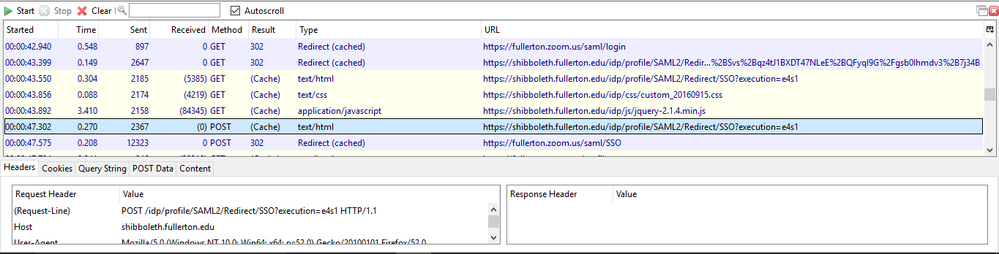 Start Stop Clear Autoscroll
Started Time Sent Received Method Result Type URL
00:00:42.940 0.548 897 0 GET 302 Redirect (cached) https://fullerton.zoom.us/saml/login
00:00:43.399 0.149 2647 0 GET 302 Redirect (cached) https://shibboleth.fullerton.edu/idp/profile/SAML2/Redir...%2BSvs%2Bqz4tJ1BXDT47NLeE%2BQFyql9G%2Fgsb0lhmdv3%2B7j34B
00:00:43.550 0.304 2185 (5385) GET (Cache) text/html https://shibboleth.fullerton.edu/idp/profile/SAML2/Redirect/SSO?execution=e4s1
00:00:43.856 0.088 2174 (4219) GET (Cache) text/css https://shibboleth.fullerton.edu/idp/css/custom_20160915.css
00:00:43.892 3.410 2158 (84345) GET (Cache) application/javascript https://shibboleth.fullerton.edu/idp/js/jquery-2.1.4.min.js
00:00:47.302 0.270 2367 (0) POST (Cache) text/html https://shibboleth.fullerton.edu/idp/profile/SAML2/Redirect/SSO?execution=e4s1
00:00:47.575 0.208 12323 0 POST 302 Redirect (cached) https://fullerton.zoom.us/saml/SSO
Headers Cookies Query String POST Data Content
Request Header Value Response Header Value
(Request-Line) POST /idp/profile/SAML2/Redirect/SSO?execution=e4s1 HTTP/1.1
Host shibboleth.fullerton.edu
User-Agent Mozilla/5.0 (Windows NT 10.0; Win64; x64; rv:52.0) Gecko/20100101 Firefox/52.0